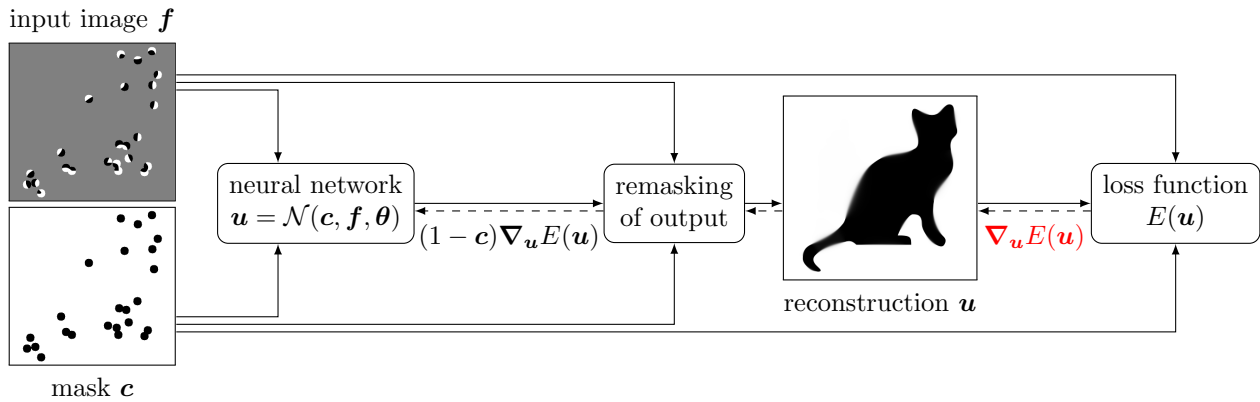 input image f
neural network
u = N(c, f, θ)
(1 − c)∇ᵤE(u)
remasking
of output
reconstruction u
∇ᵤE(u)
loss function
E(u)
mask c